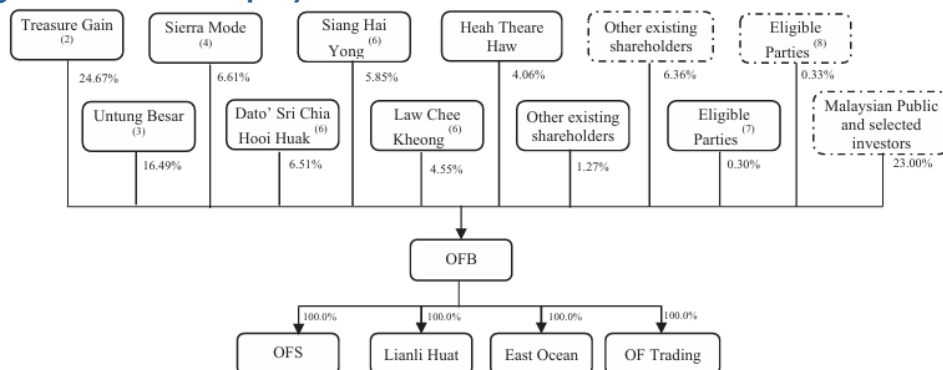 Treasure Gain
(2)
24.67%
Sierra Mode
(4)
6.61%
Siang Hai
Yong (6)
5.85%
Heah Theare
Haw
4.06%
Other existing
shareholders
6.36%
Eligible
Parties (8)
0.33%
Untung Besar
(3)
16.49%
Dato’ Sri Chia
Hooi Huak (6)
6.51%
Law Chee
Kheong (6)
4.55%
Other existing
shareholders
1.27%
Eligible
Parties (7)
0.30%
Malaysian Public
and selected
investors
23.00%
OFB
100.0%
100.0%
100.0%
100.0%
OFS
Lianli Huat
East Ocean
OF Trading